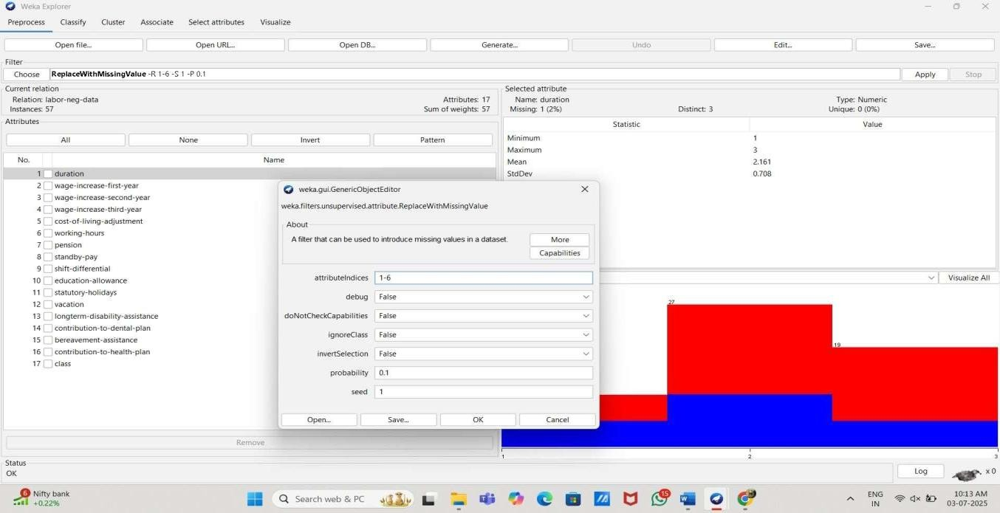 Weka Explorer
Preprocess Classify Cluster Associate Select attributes Visualize
Open file... Open URL... Open DB... Generate... Undo Edit... Save...
Filter
Choose ReplaceWithMissingValue -R 1-6 -S 1 -P 0.1 Apply Stop
Current relation
Relation: labor-neg-data Attributes: 17
Instances: 57 Sum of weights: 57
Attributes
All None Invert Pattern
No. Name
1 duration
2 wage-increase-first-year
3 wage-increase-second-year
4 wage-increase-third-year
5 cost-of-living-adjustment
6 working-hours
7 pension
8 standby-pay
9 shift-differential
10 education-allowance
11 statutory-holidays
12 vacation
13 longterm-disability-assistance
14 contribution-to-dental-plan
15 bereavement-assistance
16 contribution-to-health-plan
17 class
Remove
Selected attribute
Name: duration Type: Numeric
Missing: 1 (2%) Distinct: 3 Unique: 0 (0%)
Statistic Value
Minimum 1
Maximum 3
Mean 2.161
StdDev 0.708
Visualize All
27
19
1 2 3
weka.gui.GenericObjectEditor
weka.filters.unsupervised.attribute.ReplaceWithMissingValue
About
A filter that can be used to introduce missing values in a dataset. More
Capabilities
attributeIndices 1-6
debug False
doNotCheckCapabilities False
ignoreClass False
invertSelection False
probability 0.1
seed 1
Open... Save... OK Cancel
Status
OK Log x 0
6 Nifty bank
+0.22%
Search web & PC
15
ENG
IN
10:13 AM
03-07-2025